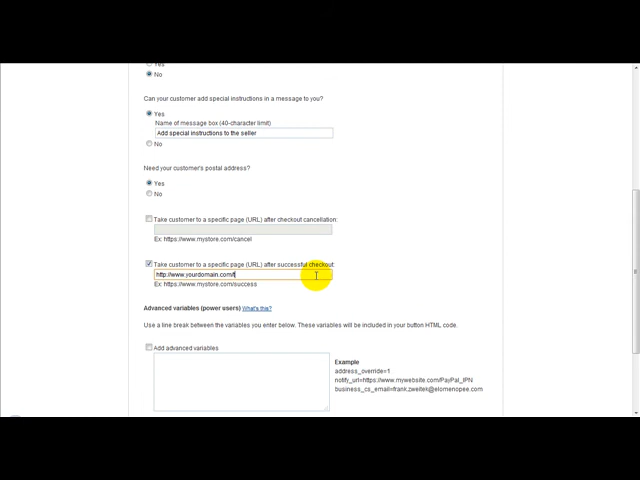 Yes
No
Can your customer add special instructions in a message to you?
Yes
Name of message box (40-character limit)
Add special instructions to the seller
No
Need your customer's postal address?
Yes
No
Take customer to a specific page (URL) after checkout cancellation:
Ex: https://www.mystore.com/cancel
Take customer to a specific page (URL) after successful checkout:
http://www.yourdomain.com/t
Ex: https://www.mystore.com/success
Advanced variables (power users) What's this?
Use a line break between the variables you enter below. These variables will be included in your button HTML code.
Add advanced variables
Example
address_override=1
notify_url=https://www.mywebsite.com/PayPal_IPN
business_cs_email=frank.zweitek@elomenopee.com